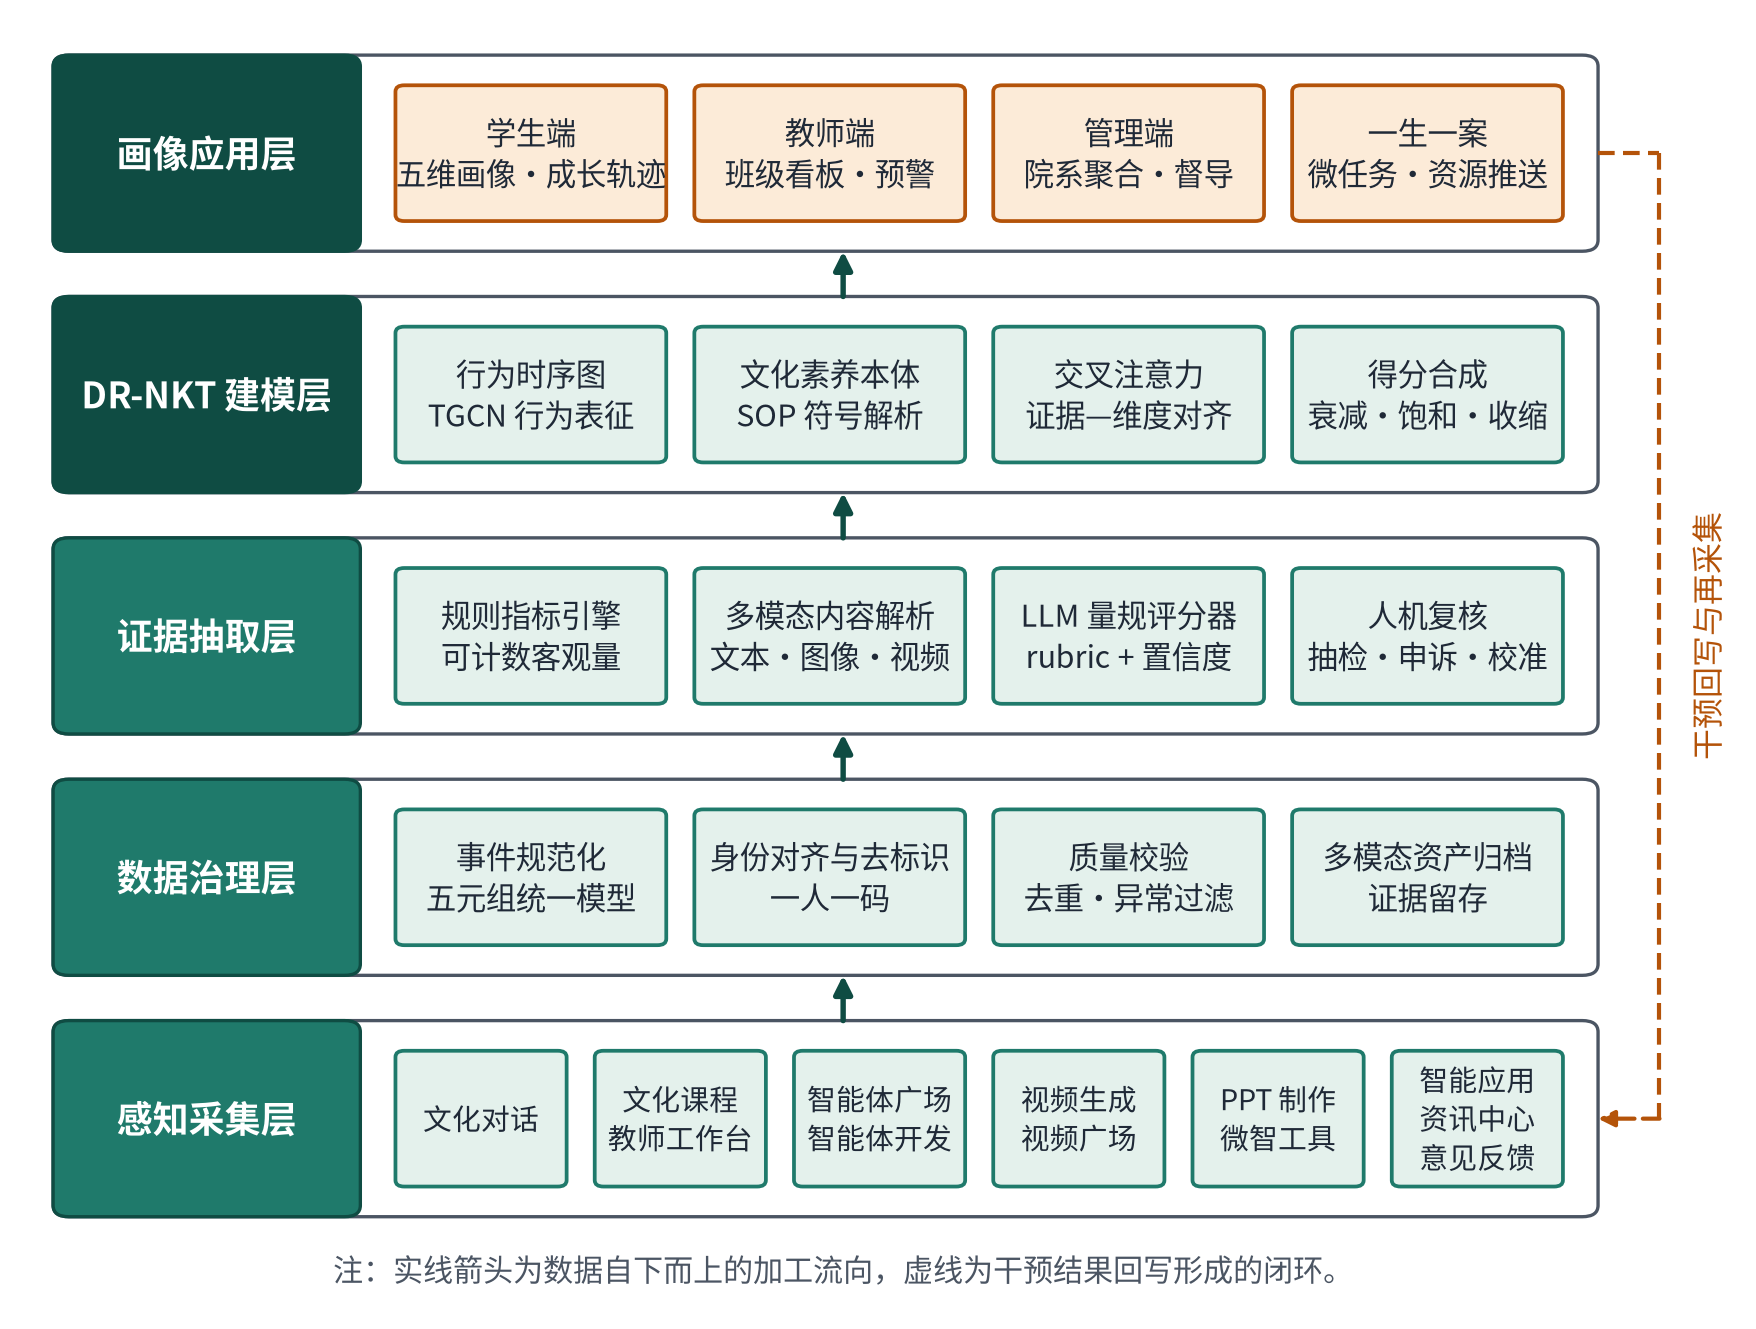 画像应用层
学生端
五维画像・成长轨迹
教师端
班级看板・预警
管理端
院系聚合・督导
一生一案
微任务・资源推送
DR-NKT 建模层
行为时序图
TGCN 行为表征
文化素养本体
SOP 符号解析
交叉注意力
证据—维度对齐
得分合成
衰减・饱和・收缩
证据抽取层
规则指标引擎
可计数客观量
多模态内容解析
文本・图像・视频
LLM 量规评分器
rubric + 置信度
人机复核
抽检・申诉・校准
数据治理层
事件规范化
五元组统一模型
身份对齐与去标识
一人一码
质量校验
去重・异常过滤
多模态资产归档
证据留存
感知采集层
文化对话
文化课程
教师工作台
智能体广场
智能体开发
视频生成
视频广场
PPT 制作
微智工具
智能应用
资讯中心
意见反馈
干预回写与再采集
注：实线箭头为数据自下而上的加工流向，虚线为干预结果回写形成的闭环。